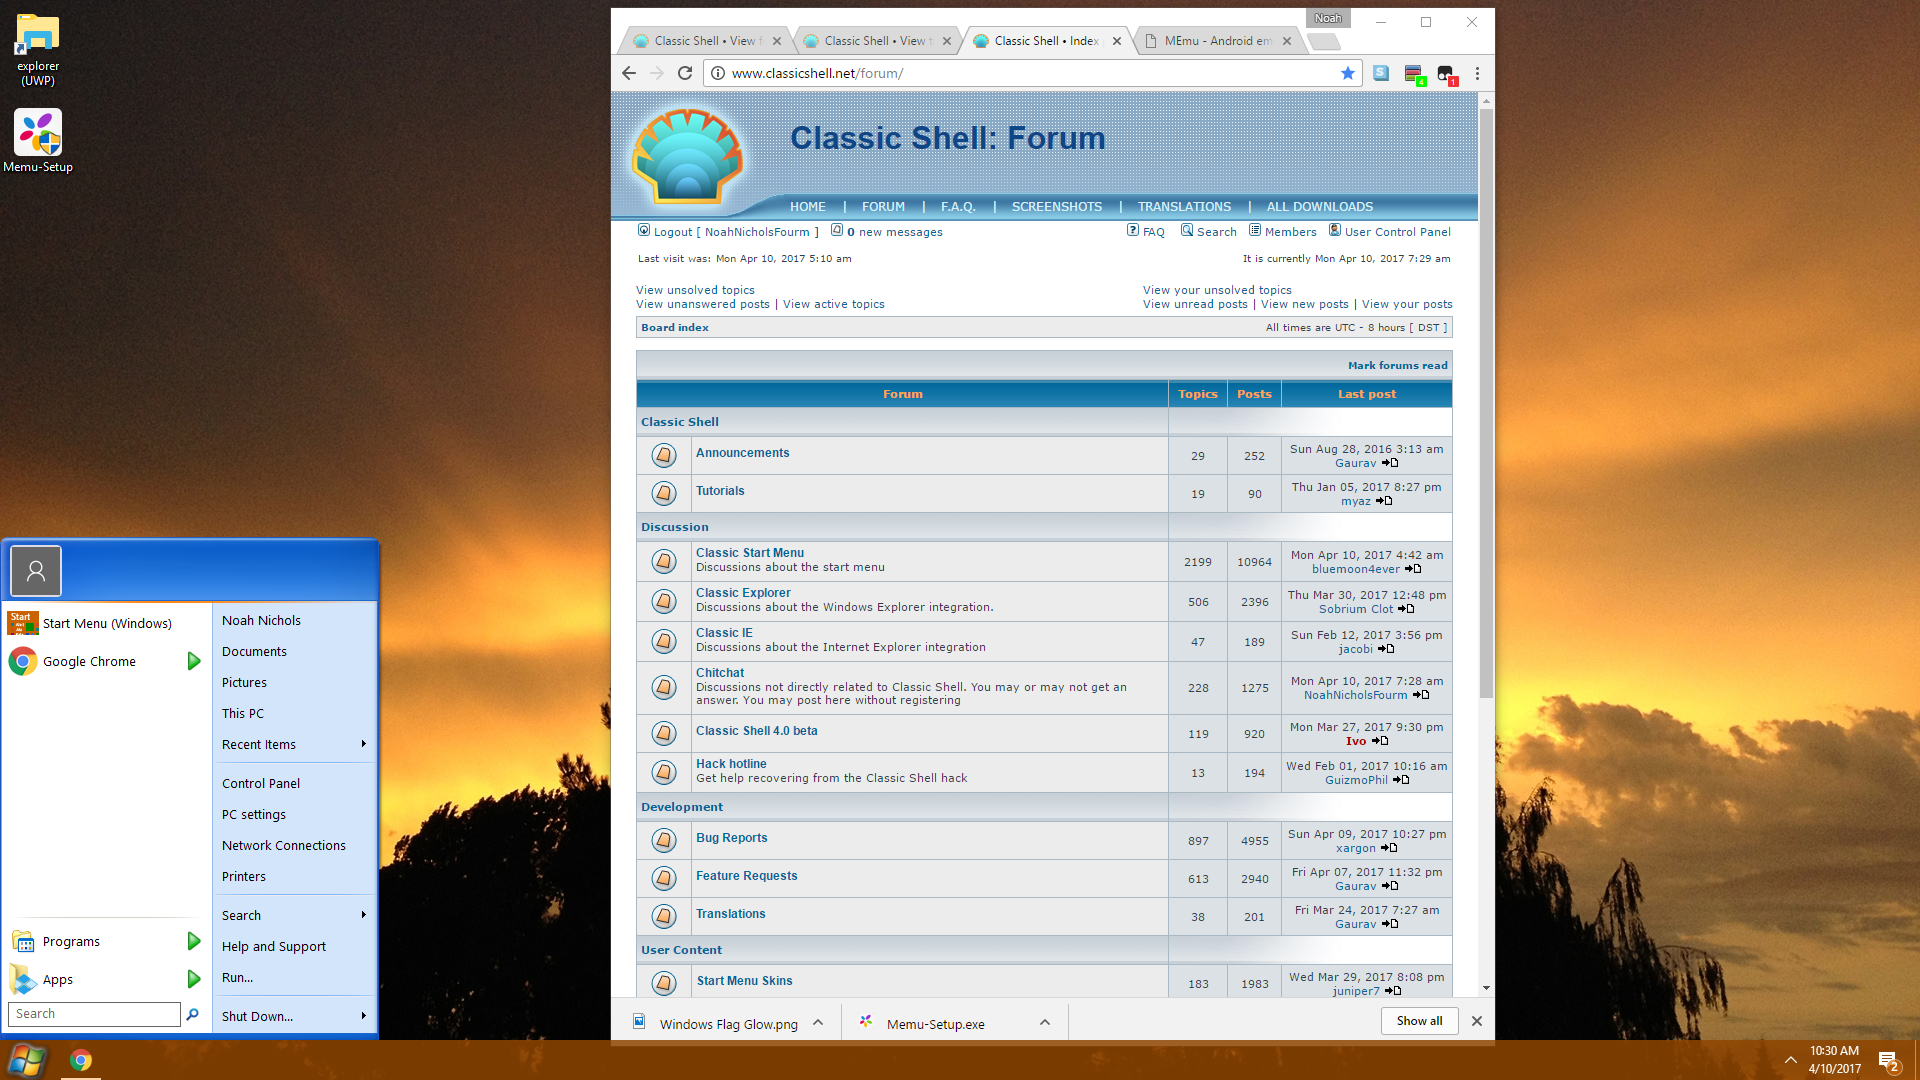 explorer
(UWP)
Memu-Setup
Noah
Classic Shell • View
Classic Shell • View
Classic Shell • Index
MEmu - Android em
www.classicshell.net/forum/
S
4
1
Classic Shell: Forum
HOME | FORUM | F.A.Q. | SCREENSHOTS | TRANSLATIONS | ALL DOWNLOADS
Logout [ NoahNicholsFourm ] 0 new messages
FAQ Search Members User Control Panel
Last visit was: Mon Apr 10, 2017 5:10 am
It is currently Mon Apr 10, 2017 7:29 am
View unsolved topics
View your unsolved topics
View unanswered posts | View active topics
View unread posts | View new posts | View your posts
Board index
All times are UTC - 8 hours [ DST ]
Mark forums read
Forum Topics Posts Last post
Classic Shell
Announcements 29 252 Sun Aug 28, 2016 3:13 am
Gaurav
Tutorials 19 90 Thu Jan 05, 2017 8:27 pm
myaz
Discussion
Classic Start Menu
Discussions about the start menu
2199 10964 Mon Apr 10, 2017 4:42 am
bluemoon4ever
Classic Explorer
Discussions about the Windows Explorer integration.
506 2396 Thu Mar 30, 2017 12:48 pm
Sobrium Clot
Classic IE
Discussions about the Internet Explorer integration
47 189 Sun Feb 12, 2017 3:56 pm
jacobi
Chitchat
Discussions not directly related to Classic Shell. You may or may not get an
answer. You may post here without registering
228 1275 Mon Apr 10, 2017 7:28 am
NoahNicholsFourm
Classic Shell 4.0 beta 119 920 Mon Mar 27, 2017 9:30 pm
Ivo
Hack hotline
Get help recovering from the Classic Shell hack
13 194 Wed Feb 01, 2017 10:16 am
GuizmoPhil
Development
Bug Reports 897 4955 Sun Apr 09, 2017 10:27 pm
xargon
Feature Requests 613 2940 Fri Apr 07, 2017 11:32 pm
Gaurav
Translations 38 201 Fri Mar 24, 2017 7:27 am
Gaurav
User Content
Start Menu Skins 183 1983 Wed Mar 29, 2017 8:08 pm
juniper7
Windows Flag Glow.png
Memu-Setup.exe
Show all
Start
Start Menu (Windows)
Google Chrome
Programs
Apps
Search
Noah Nichols
Documents
Pictures
This PC
Recent Items
Control Panel
PC settings
Network Connections
Printers
Search
Help and Support
Run...
Shut Down...
10:30 AM
4/10/2017
2